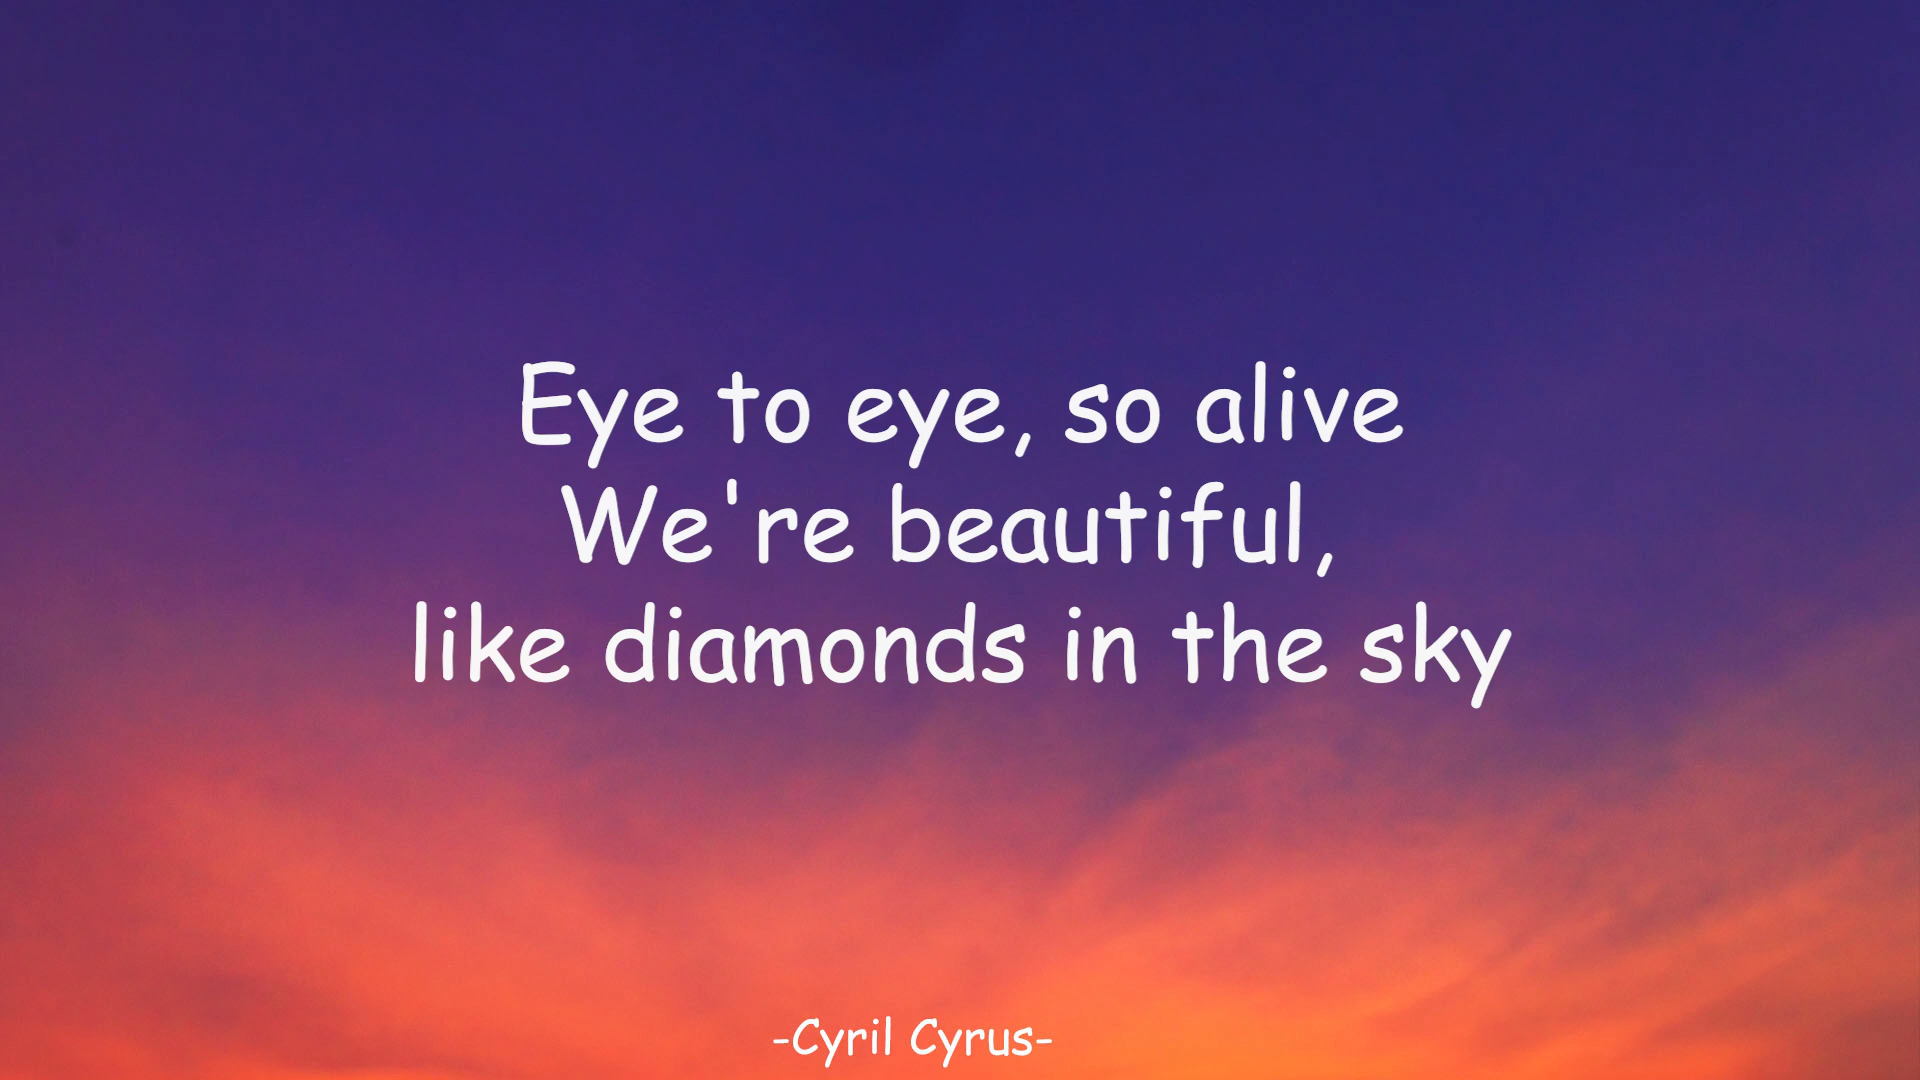 Eye to eye, so alive
We're beautiful,
like diamonds in the sky
-Cyril Cyrus-